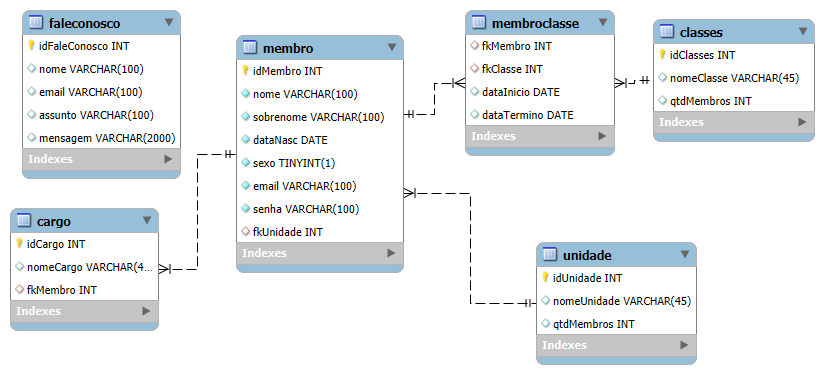 faleconosco
idFaleConosco INT
nome VARCHAR(100)
email VARCHAR(100)
assunto VARCHAR(100)
mensagem VARCHAR(2000)
Indexes
membro
idMembro INT
nome VARCHAR(100)
sobrenome VARCHAR(100)
dataNasc DATE
sexo TINYINT(1)
email VARCHAR(100)
senha VARCHAR(100)
fkUnidade INT
Indexes
membroclasse
fkMembro INT
fkClasse INT
dataInicio DATE
dataTermino DATE
Indexes
classes
idClasses INT
nomeClasse VARCHAR(45)
qtdMembros INT
Indexes
cargo
idCargo INT
nomeCargo VARCHAR(4...
fkMembro INT
Indexes
unidade
idUnidade INT
nomeUnidade VARCHAR(45)
qtdMembros INT
Indexes